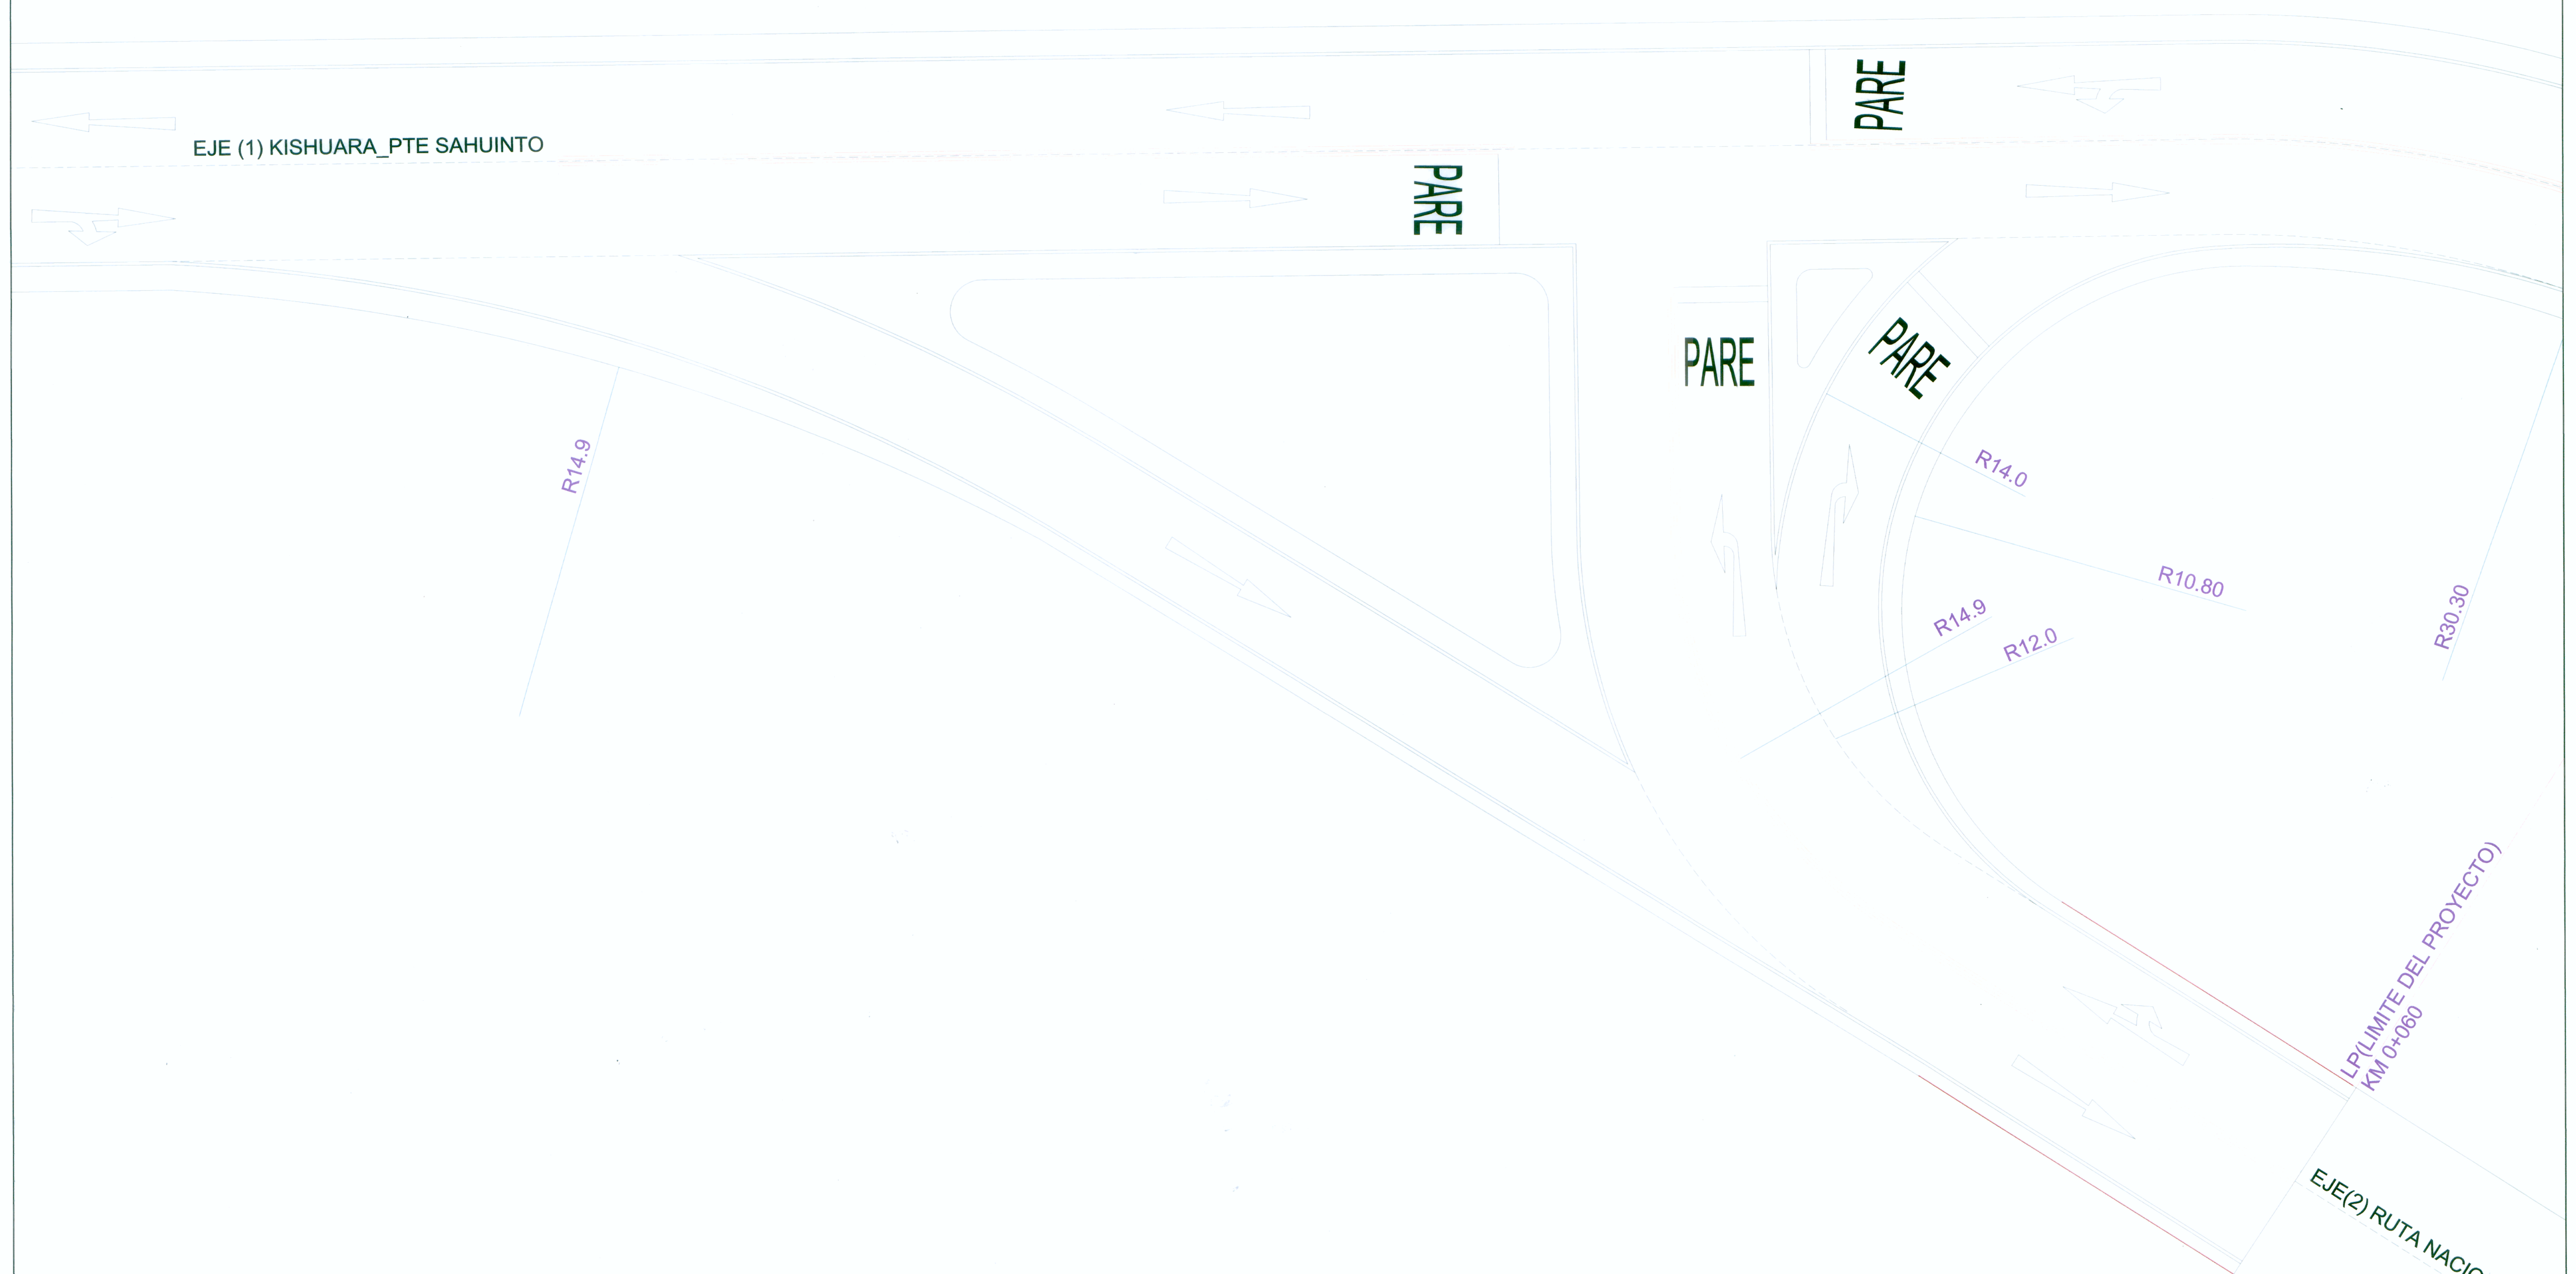 PARE
EJE (1) KISHUARA_PTE SAHUINTO
PARE
PARE
PARE
R14.9
R14.0
R10.80
R14.9
R12.0
R30.30
LP(LIMITE DEL PROYECTO)
KM 0+060
EJE(2) RUTA